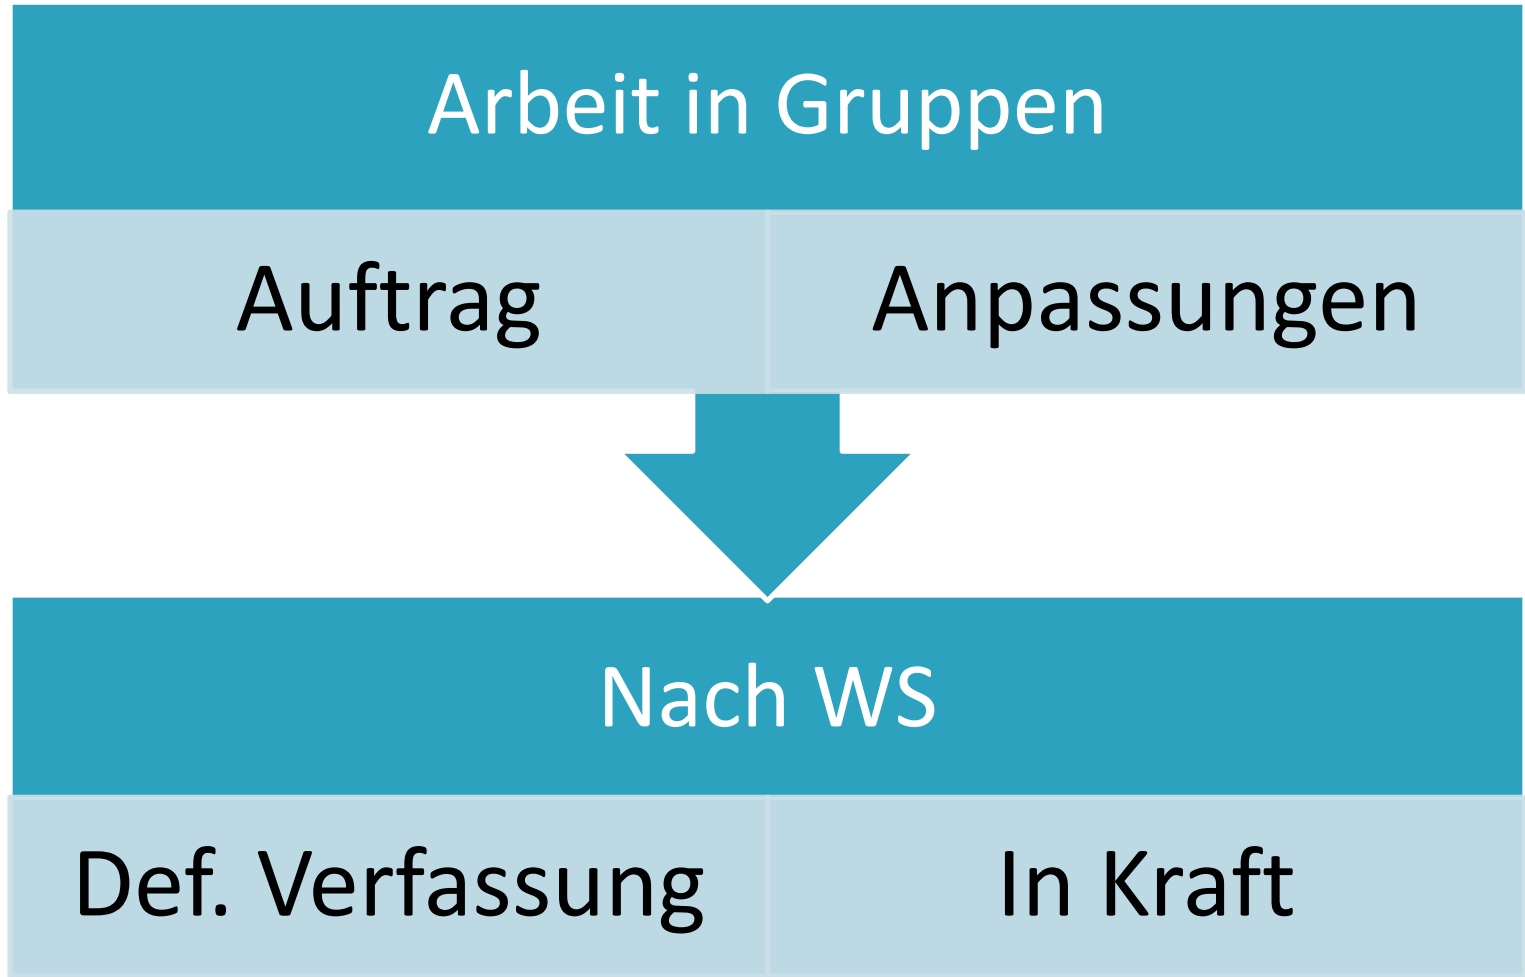 Arbeit in Gruppen
Auftrag
Anpassungen
Nach WS
Def. Verfassung
In Kraft